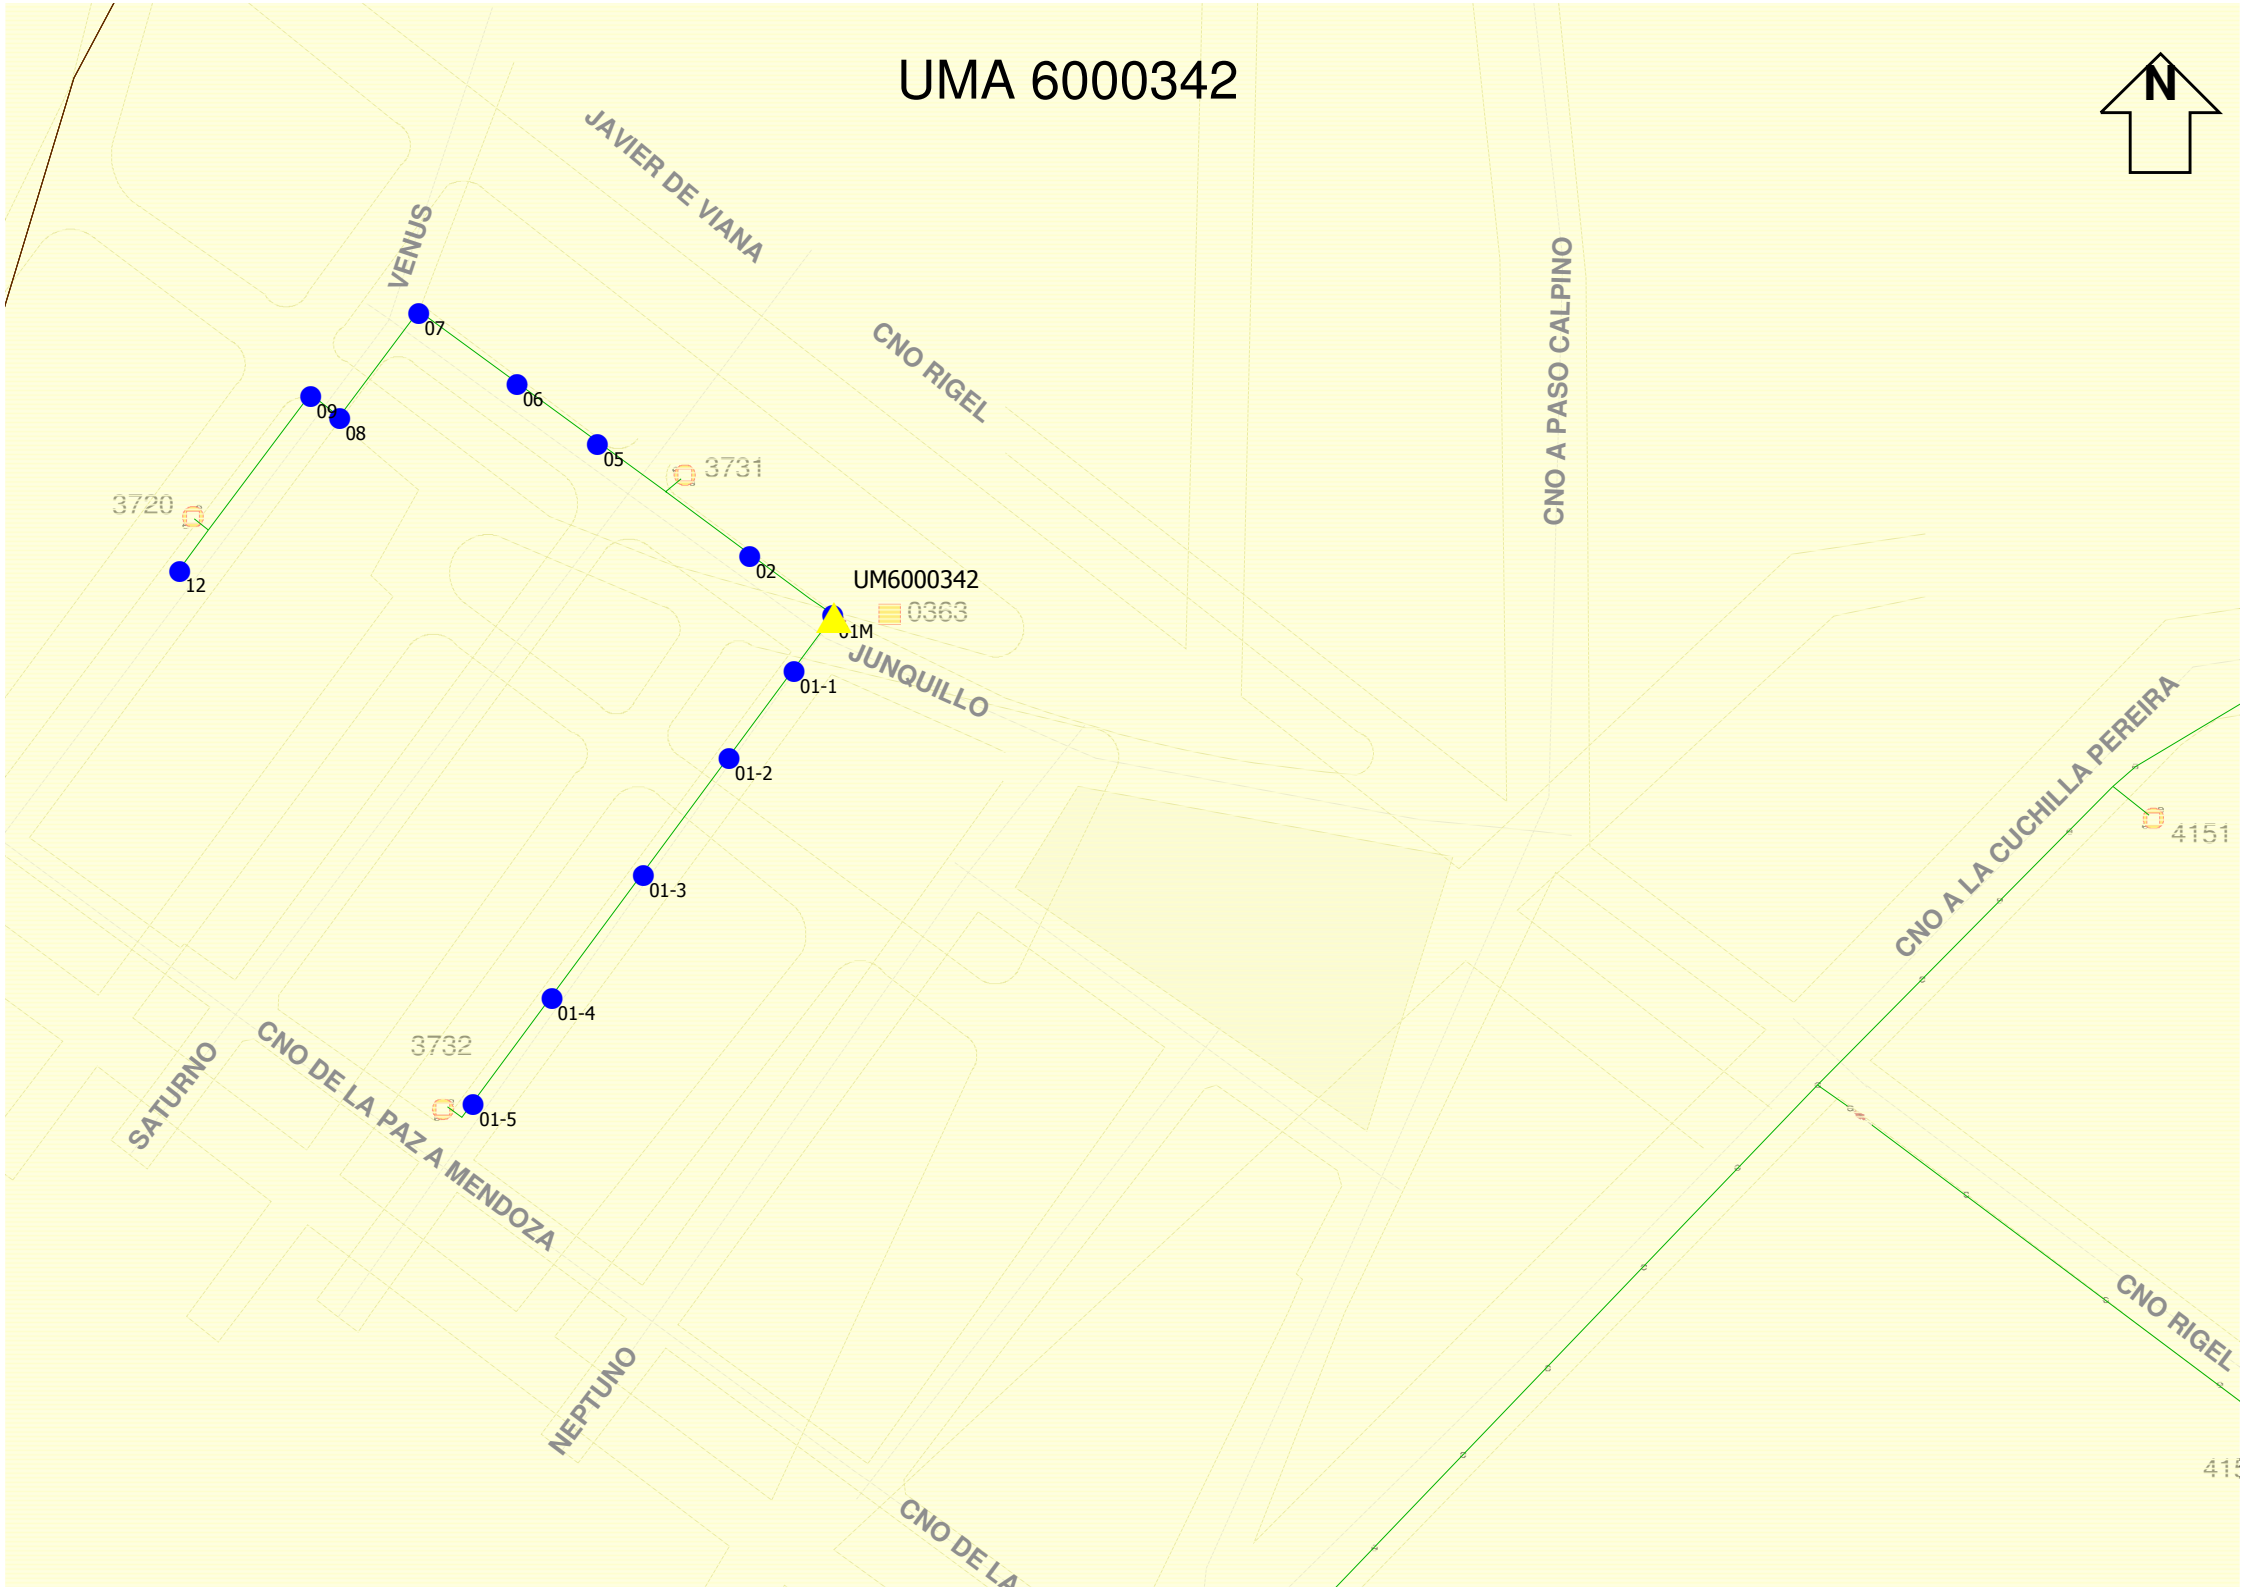 UMA 6000342
N
JAVIER DE VIANA
VENUS
CNO RIGEL
CNO A PASO CALPINO
07
06
09
08
05
3731
3720
12
02
UM6000342
0363
01M
JUNQUILLO
01-1
01-2
CNO A LA CUCHILLA PEREIRA
4151
01-3
01-4
3732
01-5
SATURNO
CNO DE LA PAZ A MENDOZA
CNO RIGEL
NEPTUNO
415
CNO DE LA